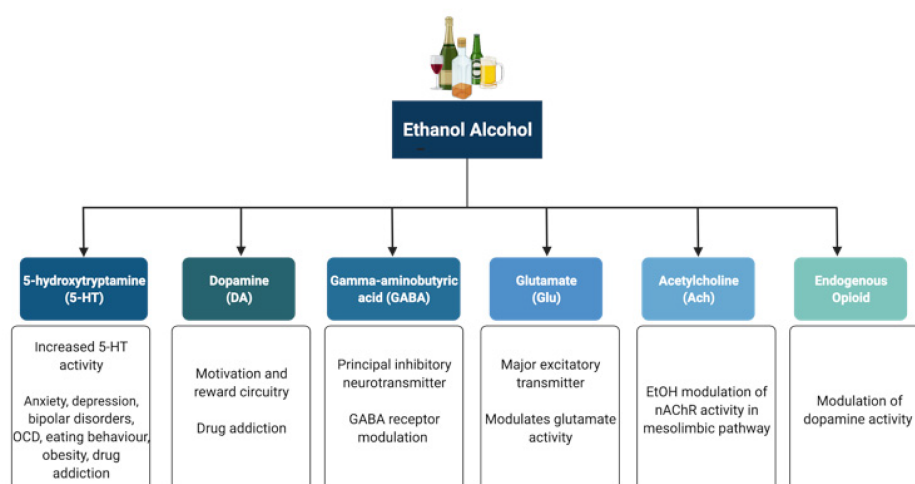 Ethanol Alcohol
5-hydroxytryptamine
(5-HT)
Dopamine
(DA)
Gamma-aminobutyric
acid (GABA)
Glutamate
(Glu)
Acetylcholine
(Ach)
Endogenous
Opioid
Increased 5-HT
activity
Anxiety, depression,
bipolar disorders,
OCD, eating behaviour,
obesity, drug
addiction
Motivation and
reward circuitry
Drug addiction
Principal inhibitory
neurotransmitter
GABA receptor
modulation
Major excitatory
transmitter
Modulates glutamate
activity
EtOH modulation of
nAChR activity in
mesolimbic pathway
Modulation of
dopamine activity